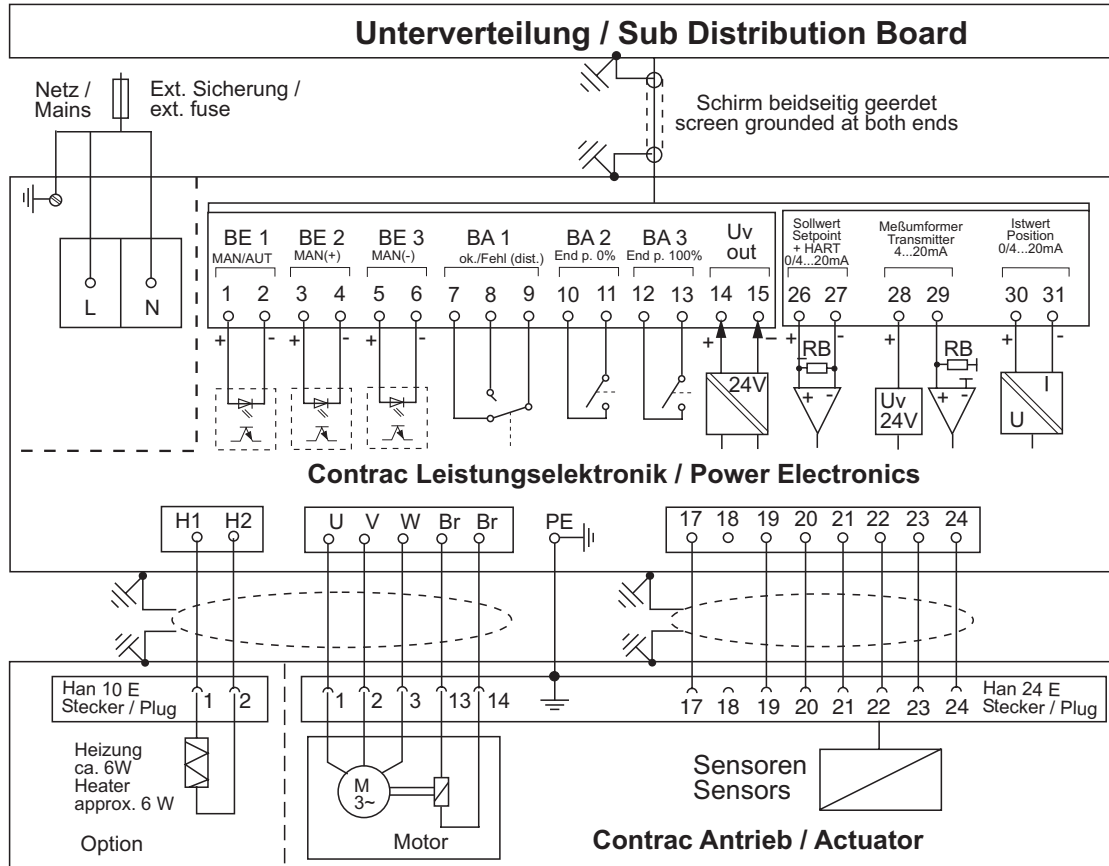 Unterverteilung / Sub Distribution Board
Netz /
Mains
Ext. Sicherung /
ext. fuse
Schirm beidseitig geerdet
screen grounded at both ends
L
N
BE 1
MAN/AUT
BE 2
MAN(+)
BE 3
MAN(-)
BA 1
ok./Fehl (dist.)
BA 2
End p. 0%
BA 3
End p. 100%
Uv
out
Sollwert
Setpoint
+ HART
0/4...20mA
Meßumformer
Transmitter
4...20mA
Istwert
Position
0/4...20mA
1 2 3 4 5 6 7 8 9 10 11 12 13 14 15 26 27 28 29 30 31
+ - + - + - + - + - + + -
RB
RB
24V
+ -
Uv
24V
+ -
I
U
Contrac Leistungselektronik / Power Electronics
H1 H2
U V W Br Br
PE
17 18 19 20 21 22 23 24
Han 10 E
Stecker / Plug
1 2
1 2 3 13 14
17 18 19 20 21 22 23 24
Han 24 E
Stecker / Plug
Heizung
ca. 6W
Heater
approx. 6 W
Option
M
3~
Motor
Sensoren
Sensors
Contrac Antrieb / Actuator